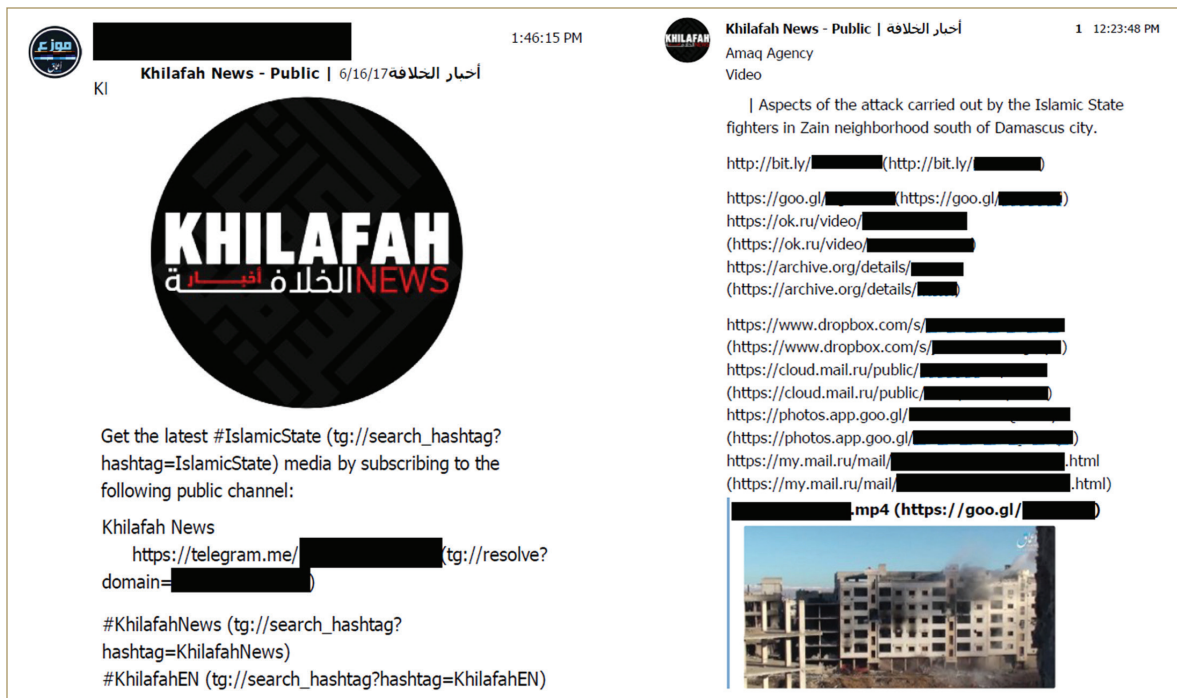 موزع
أعماق
1:46:15 PM
Khilafah News - Public | أخبار الخلافة 6/16/17
KI
KHILAFAH
أخبار الخلافة NEWS
Get the latest #IslamicState (tg://search_hashtag?
hashtag=IslamicState) media by subscribing to the
following public channel:
Khilafah News
https://telegram.me/ (tg://resolve?
domain= )
#KhilafahNews (tg://search_hashtag?
hashtag=KhilafahNews)
#KhilafahEN (tg://search_hashtag?hashtag=KhilafahEN)
KHILAFAH
Khilafah News - Public | أخبار الخلافة 1 12:23:48 PM
Amaq Agency
Video
| Aspects of the attack carried out by the Islamic State
fighters in Zain neighborhood south of Damascus city.
http://bit.ly/ (http://bit.ly/ )
https://goo.gl/ (https://goo.gl/ )
https://ok.ru/video/
(https://ok.ru/video/ )
https://archive.org/details/
(https://archive.org/details/ )
https://www.dropbox.com/s/
(https://www.dropbox.com/s/ )
https://cloud.mail.ru/public/
(https://cloud.mail.ru/public/ )
https://photos.app.goo.gl/
(https://photos.app.goo.gl/ )
https://my.mail.ru/mail/ .html
(https://my.mail.ru/mail/ .html)
.mp4 (https://goo.gl/ )
أعماق